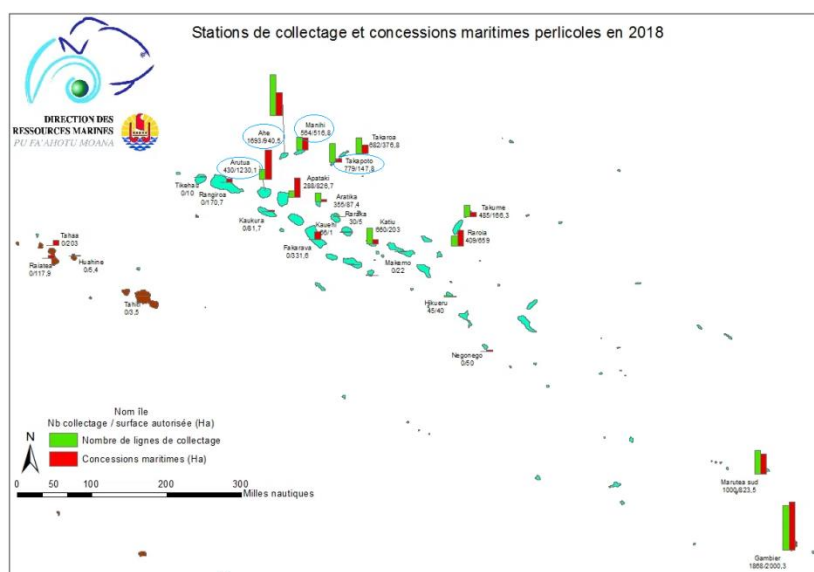 Stations de collectage et concessions maritimes perlicoles en 2018
DIRECTION DES
RESSOURCES MARINES
PU FA'AHOTU MOANA
Ahe
1693/940,5
Manihi
564/516,8
Takaroa
682/376,8
Takapoto
779/147,8
Arutua
430/1230,1
Apataki
288/826,7
Tikehau
0/10
Rangiroa
0/170,7
Aratika
355/87,4
Kaukura
0/81,7
Raraka
30/5
Kauehi
Katiu
660/203
Takume
485/166,3
Raroia
409/659
Fakarava
0/331,6
Makemo
0/22
Tahaa
0/203
Raiatea
0/117,9
Huahine
0/5,4
Tahiti
0/3,5
Hikueru
45/40
Negonego
0/50
Nom île
Nb collectage / surface autorisée (Ha)
Nombre de lignes de collectage
Concessions maritimes (Ha)
N
0 50 100 200 300
Milles nautiques
Marutea sud
1000/823,5
Gambier
1868/2000,3